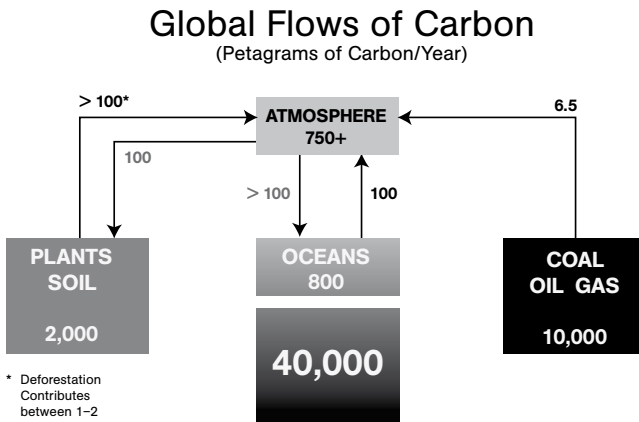 Global Flows of Carbon
(Petagrams of Carbon/Year)
> 100*
ATMOSPHERE
750+
6.5
100
> 100
100
PLANTS
SOIL
2,000
OCEANS
800
40,000
COAL
OIL GAS
10,000
* Deforestation
Contributes
between 1–2